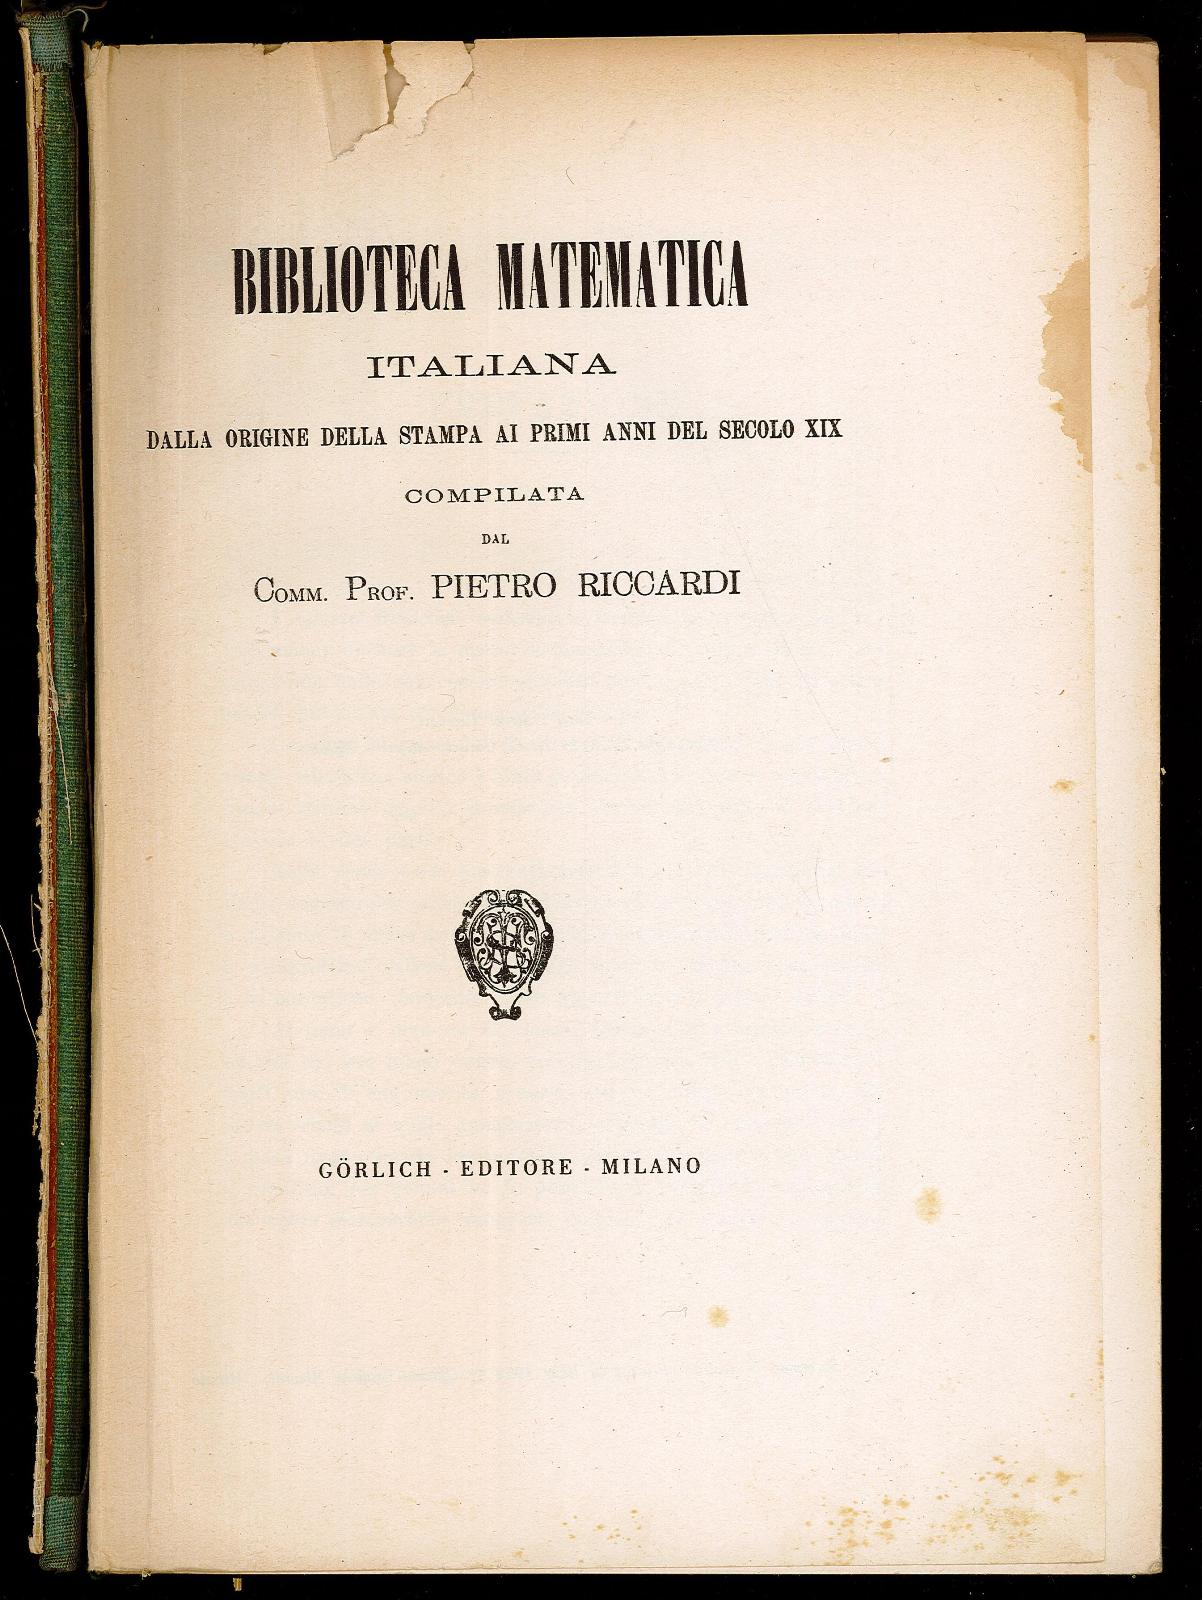 BIBLIOTECA MATEMATICA
ITALIANA
DALLA ORIGINE DELLA STAMPA AI PRIMI ANNI DEL SECOLO XIX
COMPILATA
DAL
COMM. PROF. PIETRO RICCARDI
GÖRLICH - EDITORE - MILANO